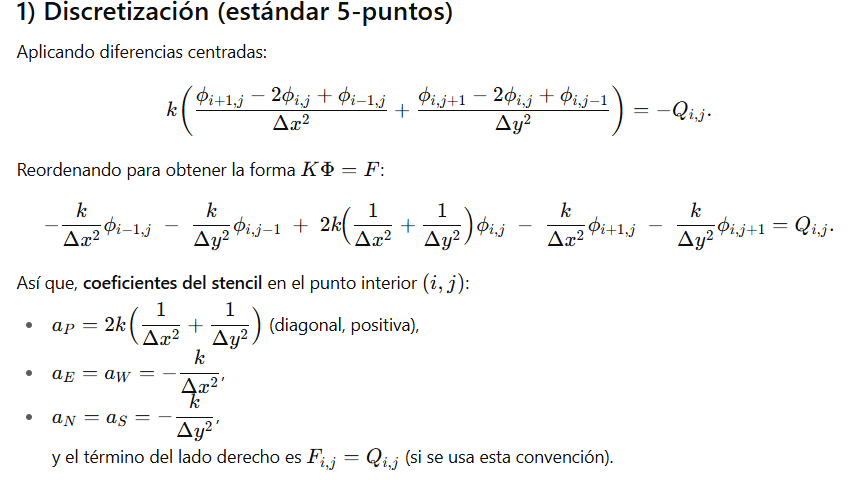 1) Discretización (estándar 5-puntos)
Aplicando diferencias centradas:
$$k\left(\frac{\phi_{i+1,j} - 2\phi_{i,j} + \phi_{i-1,j}}{\Delta x^2} + \frac{\phi_{i,j+1} - 2\phi_{i,j} + \phi_{i,j-1}}{\Delta y^2}\right) = -Q_{i,j}.$$
Reordenando para obtener la forma $K\Phi = F$:
$$-\frac{k}{\Delta x^2}\phi_{i-1,j} - \frac{k}{\Delta y^2}\phi_{i,j-1} + 2k\left(\frac{1}{\Delta x^2} + \frac{1}{\Delta y^2}\right)\phi_{i,j} - \frac{k}{\Delta x^2}\phi_{i+1,j} - \frac{k}{\Delta y^2}\phi_{i,j+1} = Q_{i,j}.$$
Así que, coeficientes del stencil en el punto interior $(i, j)$:
• $a_P = 2k\left(\frac{1}{\Delta x^2} + \frac{1}{\Delta y^2}\right)$ (diagonal, positiva),
• $a_E = a_W = -\frac{k}{\Delta x^2}$,
• $a_N = a_S = -\frac{k}{\Delta y^2}$,
y el término del lado derecho es $F_{i,j} = Q_{i,j}$ (si se usa esta convención).